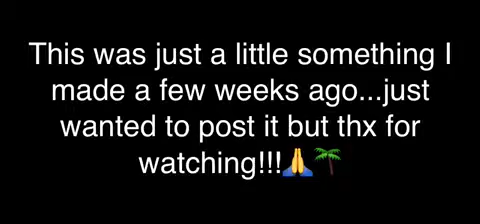 This was just a little something I
made a few weeks ago...just
wanted to post it but thx for
watching!!!🙏🌴